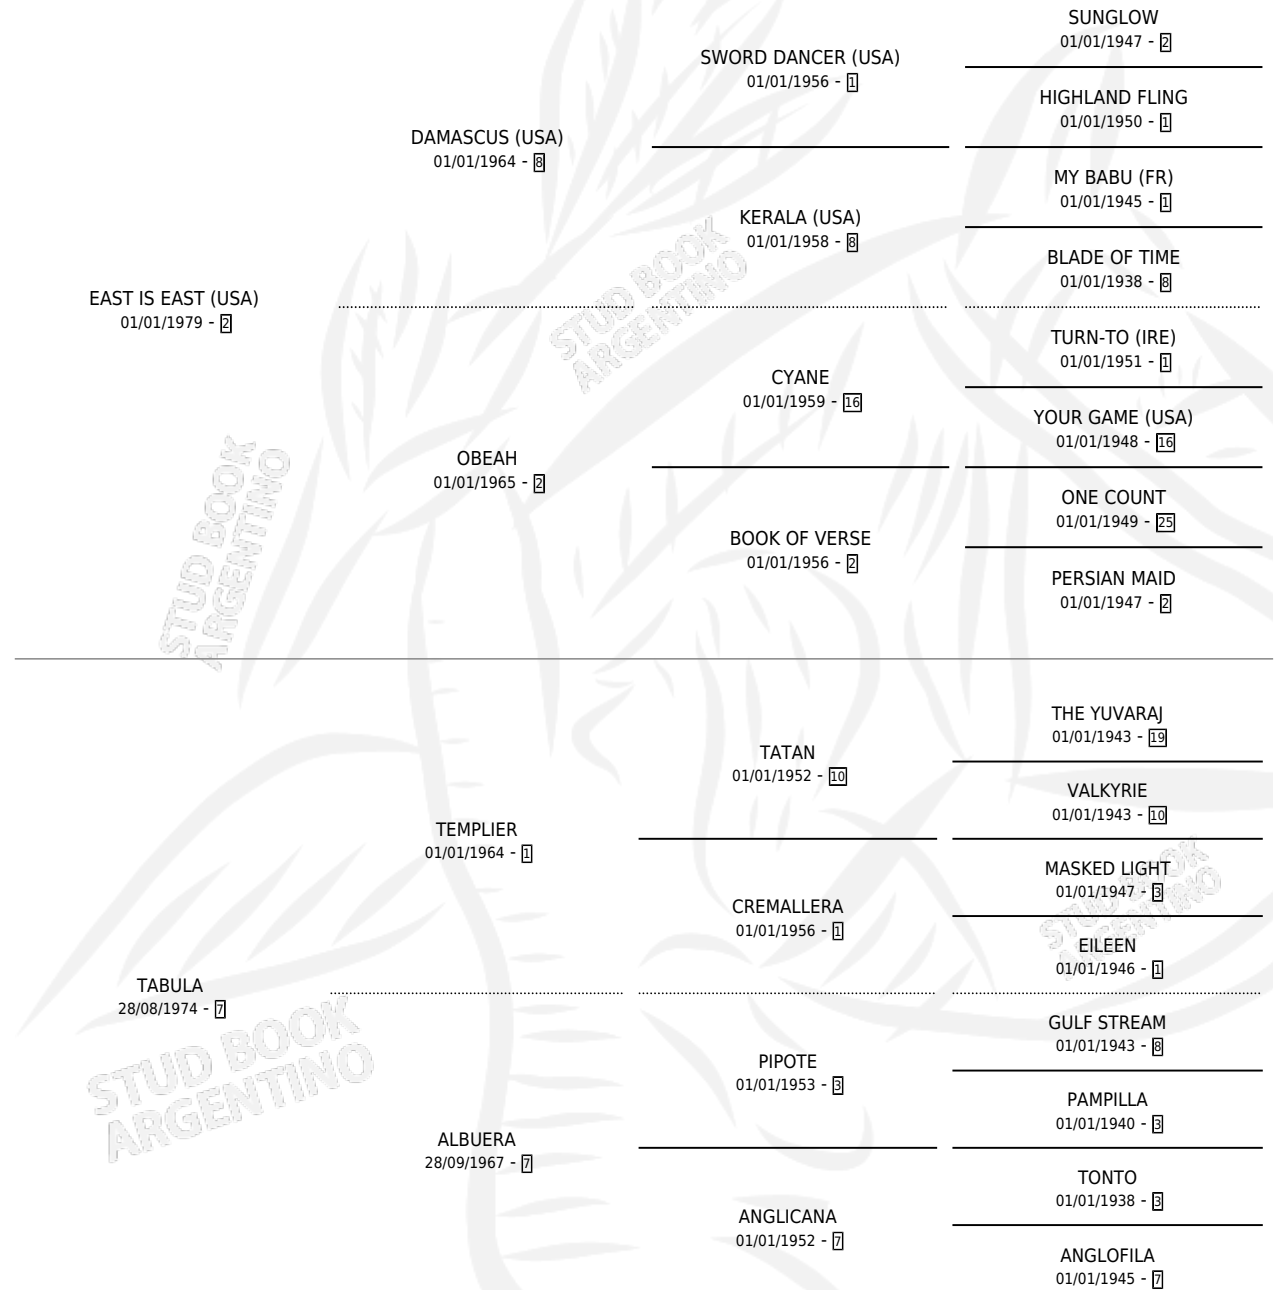 SUNGLOW
01/01/1947 - 2
SWORD DANCER (USA)
01/01/1956 - 1
HIGHLAND FLING
01/01/1950 - 1
DAMASCUS (USA)
01/01/1964 - 8
MY BABU (FR)
01/01/1945 - 1
KERALA (USA)
01/01/1958 - 8
BLADE OF TIME
01/01/1938 - 8
EAST IS EAST (USA)
01/01/1979 - 2
TURN-TO (IRE)
01/01/1951 - 1
CYANE
01/01/1959 - 16
YOUR GAME (USA)
01/01/1948 - 16
OBEAH
01/01/1965 - 2
ONE COUNT
01/01/1949 - 25
BOOK OF VERSE
01/01/1956 - 2
PERSIAN MAID
01/01/1947 - 2
STUD BOOK
ARGENTINO
STUD BOOK
ARGENTINO
THE YUVARAJ
01/01/1943 - 19
TATAN
01/01/1952 - 10
VALKYRIE
01/01/1943 - 10
TEMPLIER
01/01/1964 - 1
MASKED LIGHT
01/01/1947 - 3
CREMALLERA
01/01/1956 - 1
EILEEN
01/01/1946 - 1
TABULA
28/08/1974 - 7
GULF STREAM
01/01/1943 - 8
PIPOTE
01/01/1953 - 3
PAMPILLA
01/01/1940 - 3
ALBUERA
28/09/1967 - 7
TONTO
01/01/1938 - 3
ANGLICANA
01/01/1952 - 7
ANGLOFILA
01/01/1945 - 7
STUD BOOK
ARGENTINO
STUD BOOK
ARGENTINO